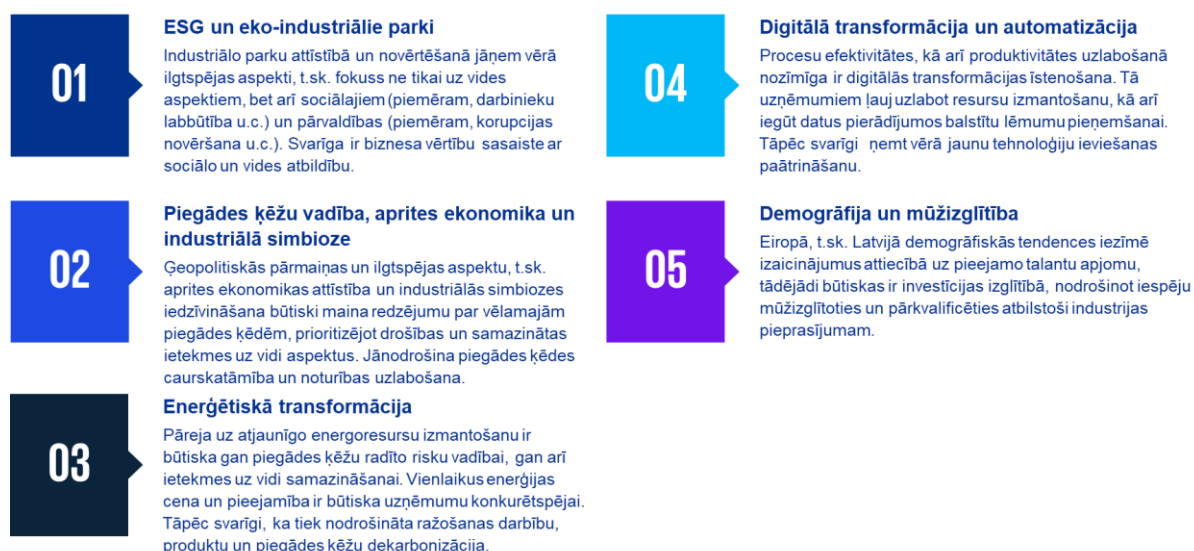 01
ESG un eko-industriālie parki
Industriālo parku attīstībā un novērtēšanā jāņem vērā
ilgtspējas aspekti, t.sk. fokuss ne tikai uz vides
aspektiem, bet arī sociālajiem (piemēram, darbinieku
labbūtība u.c.) un pārvaldības (piemēram, korupcijas
novēršana u.c.). Svarīga ir biznesa vērtību sasaiste ar
sociālo un vides atbildību.
02
Piegādes ķēžu vadība, aprites ekonomika un
industriālā simbioze
Ģeopolitiskās pārmaiņas un ilgtspējas aspektu, t.sk.
aprites ekonomikas attīstība un industriālās simbiozes
iedzīvināšana būtiski maina redzējumu par vēlamajām
piegādes ķēdēm, prioritizējot drošības un samazinātas
ietekmes uz vidi aspektus. Jānodrošina piegādes ķēdes
caurskatāmība un noturības uzlabošana.
03
Enerģētiskā transformācija
Pāreja uz atjaunīgo energoresursu izmantošanu ir
būtiska gan piegādes ķēžu radīto risku vadībai, gan arī
ietekmes uz vidi samazināšanai. Vienlaikus enerģijas
cena un pieejamība ir būtiska uzņēmumu konkurētspējai.
Tāpēc svarīgi, ka tiek nodrošināta ražošanas darbību,
produktu un piegādes ķēžu dekarbonizācija.
04
Digitālā transformācija un automatizācija
Procesu efektivitātes, kā arī produktivitātes uzlabošanā
nozīmīga ir digitālās transformācijas īstenošana. Tā
uzņēmumiem ļauj uzlabot resursu izmantošanu, kā arī
iegūt datus pierādījumos balstītu lēmumu pieņemšanai.
Tāpēc svarīgi ņemt vērā jaunu tehnoloģiju ieviešanas
paātrināšanu.
05
Demogrāfija un mūžizglītība
Eiropā, t.sk. Latvijā demogrāfiskās tendences iezīmē
izaicinājumus attiecībā uz pieejamo talantu apjomu,
tādējādi būtiskas ir investīcijas izglītībā, nodrošinot iespēju
mūžizglītoties un pārkvalificēties atbilstoši industrijas
pieprasījumam.